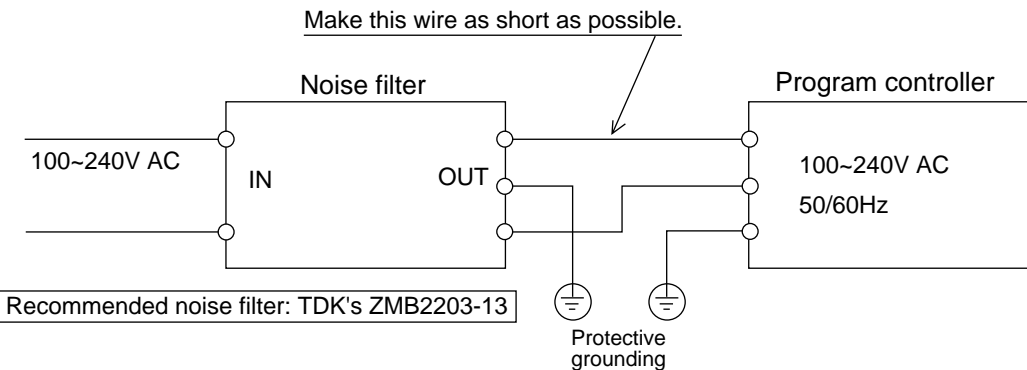 Make this wire as short as possible.
Noise filter
Program controller
100~240V AC
IN
OUT
100~240V AC
50/60Hz
Recommended noise filter: TDK's ZMB2203-13
Protective
grounding